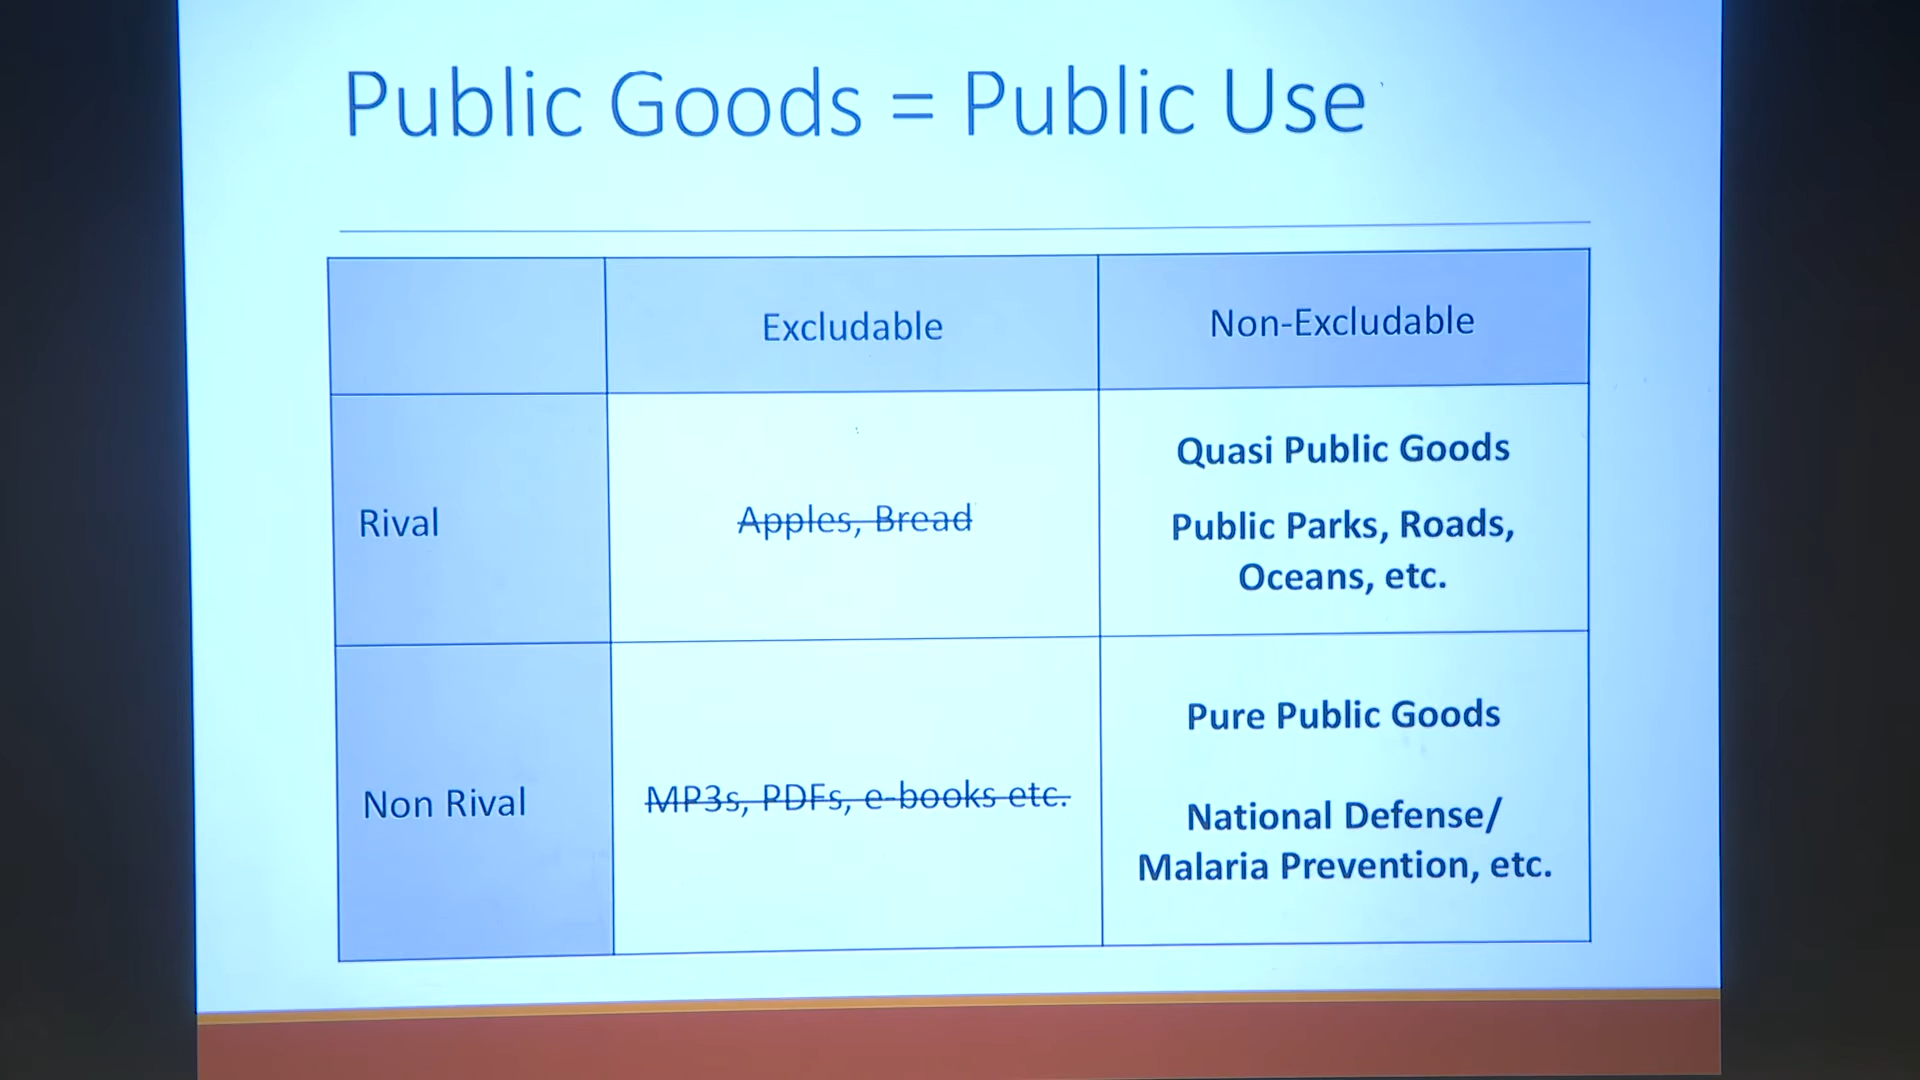 Public Goods = Public Use
Excludable
Non-Excludable
Rival
Apples, Bread
Quasi Public Goods
Public Parks, Roads,
Oceans, etc.
Non Rival
MP3s, PDFs, e-books etc.
Pure Public Goods
National Defense/
Malaria Prevention, etc.